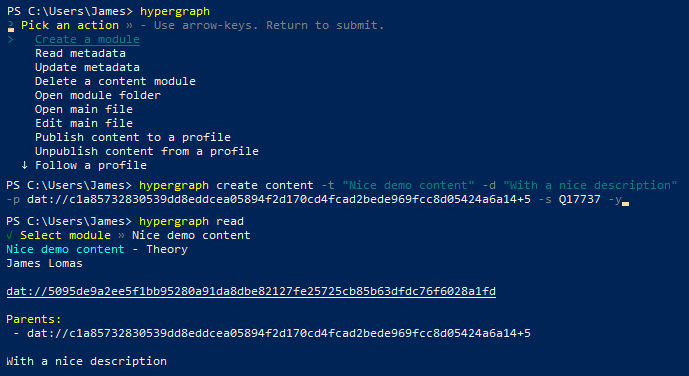 PS C:\Users\James> hypergraph
? Pick an action » - Use arrow-keys. Return to submit.
> Create a module
Read metadata
Update metadata
Delete a content module
Open module folder
Open main file
Edit main file
Publish content to a profile
Unpublish content from a profile
↓ Follow a profile
PS C:\Users\James> hypergraph create content -t "Nice demo content" -d "With a nice description"
-p dat://c1a85732830539dd8eddcea05894f2d170cd4fcad2bede969fcc8d05424a6a14+5 -s Q17737 -y
PS C:\Users\James> hypergraph read
√ Select module » Nice demo content
Nice demo content - Theory
James Lomas
dat://5095de9a2ee5f1bb95280a91da8dbe82127fe25725cb85b63dfdc76f6028a1fd
Parents:
- dat://c1a85732830539dd8eddcea05894f2d170cd4fcad2bede969fcc8d05424a6a14+5
With a nice description